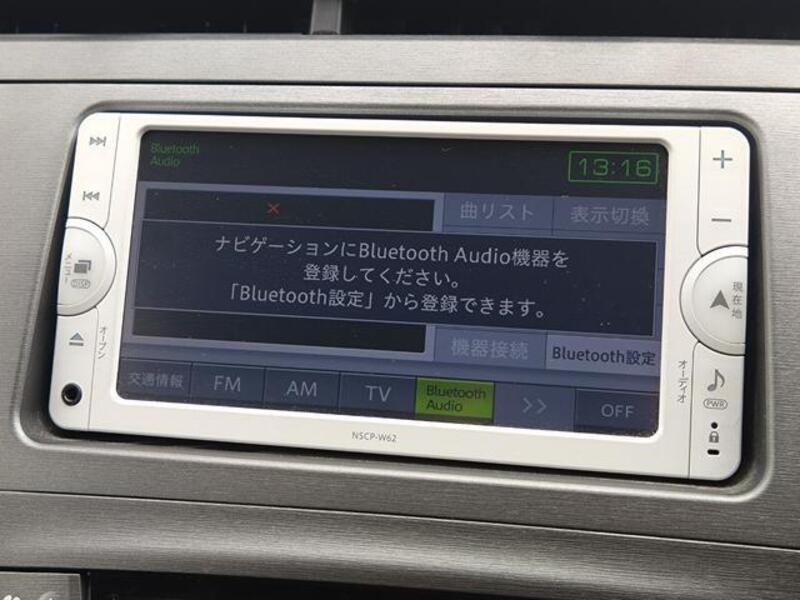 Bluetooth
Audio
13:16
曲リスト
表示切換
ナビゲーションにBluetooth Audio機器を
登録してください。
「Bluetooth設定」から登録できます。
機器接続
Bluetooth設定
交通情報
FM
AM
TV
Bluetooth
Audio
>>
OFF
メニュー
DISP
オープン
+
−
現在地
オーディオ
PWR
NSCP-W62